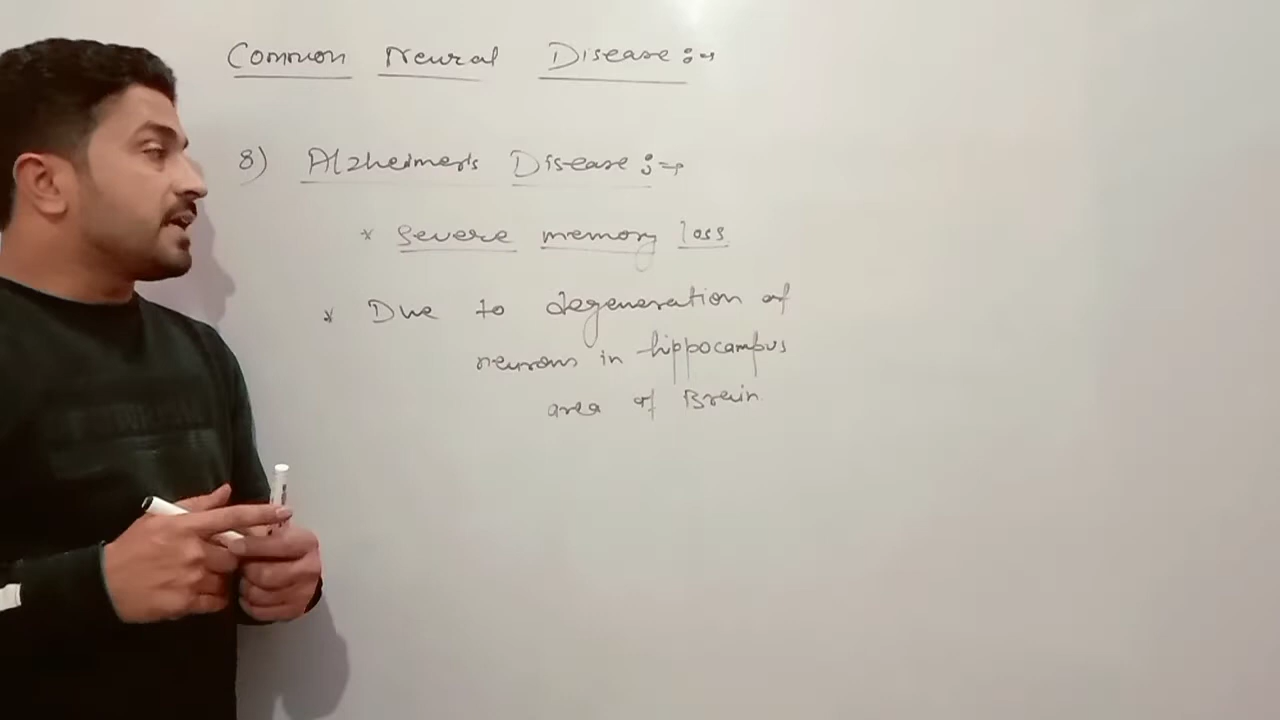 Common Neural Disease :→
8) Alzheimer's Disease :→
* Severe memory loss
* Due to degeneration of
neurons in hippocampus
area of Brain